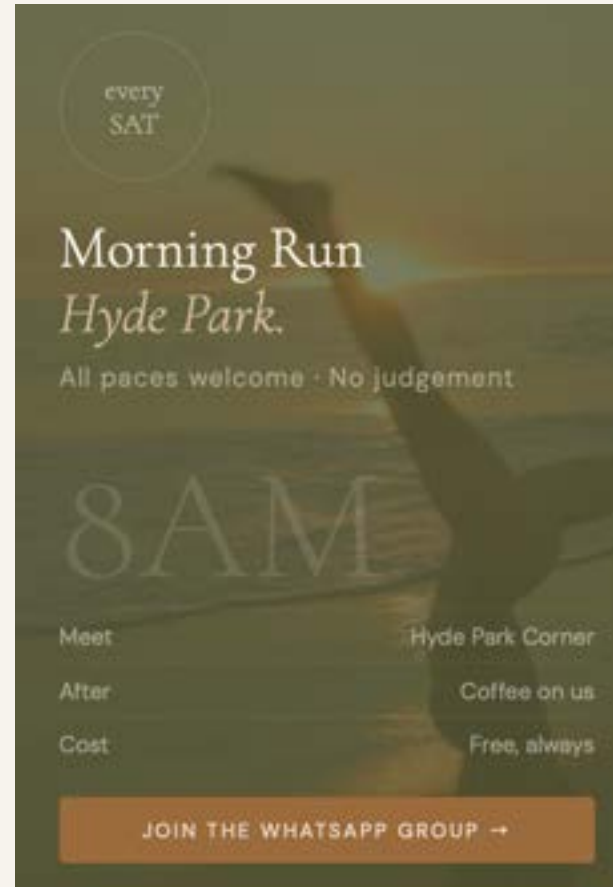 every
SAT
Morning Run
Hyde Park.
All paces welcome · No judgement
8AM
Meet Hyde Park Corner
After Coffee on us
Cost Free, always
JOIN THE WHATSAPP GROUP →